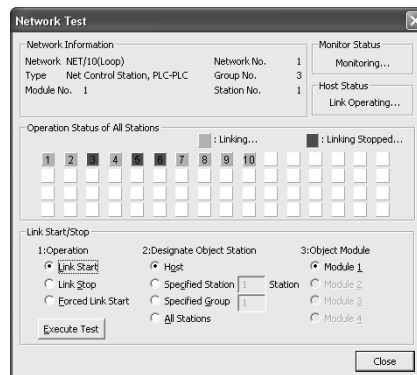 Network Test
Network Information
Network NET/10(Loop) Network No. 1
Type Net Control Station, PLC-PLC Group No. 3
Module No. 1 Station No. 1
Monitor Status
Monitoring...
Host Status
Link Operating...
Operation Status of All Stations
: Linking... : Linking Stopped...
1 2 3 4 5 6 7 8 9 10
Link Start/Stop
1:Operation 2:Designate Object Station 3:Object Module
Link Start Host Module 1
Link Stop Specified Station 1 Station Module 2
Forced Link Start Specified Group 1 Module 3
All Stations Module 4
Execute Test
Close